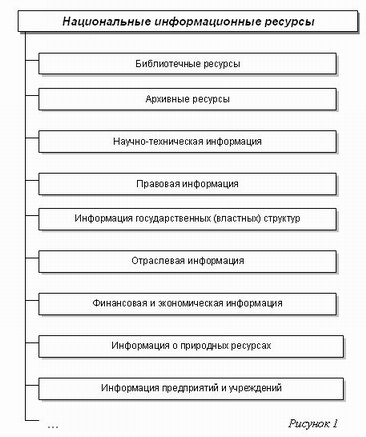 Национальные информационные ресурсы
Библиотечные ресурсы
Архивные ресурсы
Научно-техническая информация
Правовая информация
Информация государственных (властных) структур
Отраслевая информация
Финансовая и экономическая информация
Информация о природных ресурсах
Информация предприятий и учреждений
...
Рисунок 1